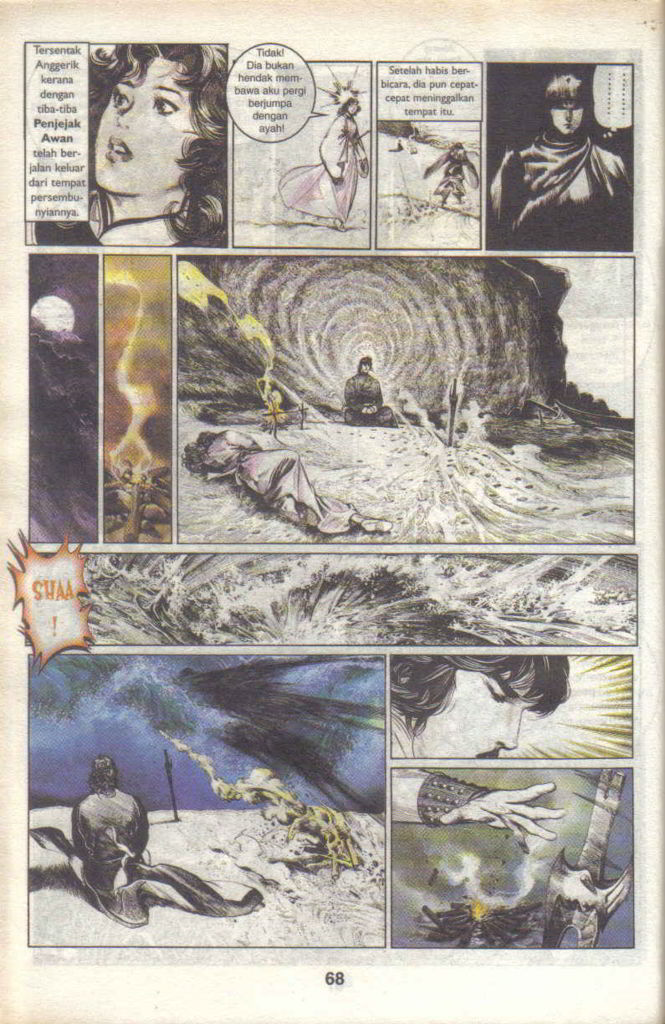 Tersentak
Anggerik
kerana
dengan
tiba-tiba
Penjejak
Awan
telah ber-
jalan keluar
dari tempat
persembu-
nyiannya.
Tidak!
Dia bukan
hendak mem-
bawa aku pergi
berjumpa
dengan
ayah!
Setelah habis ber-
bicara, dia pun cepat-
cepat meninggalkan
tempat itu.
..........
SHAA
!
68